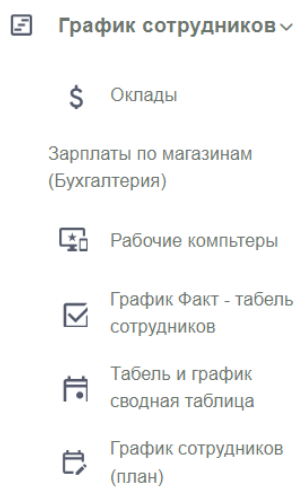 График сотрудников
Оклады
Зарплаты по магазинам
(Бухгалтерия)
Рабочие компьтеры
График Факт - табель
сотрудников
Табель и график
сводная таблица
График сотрудников
(план)